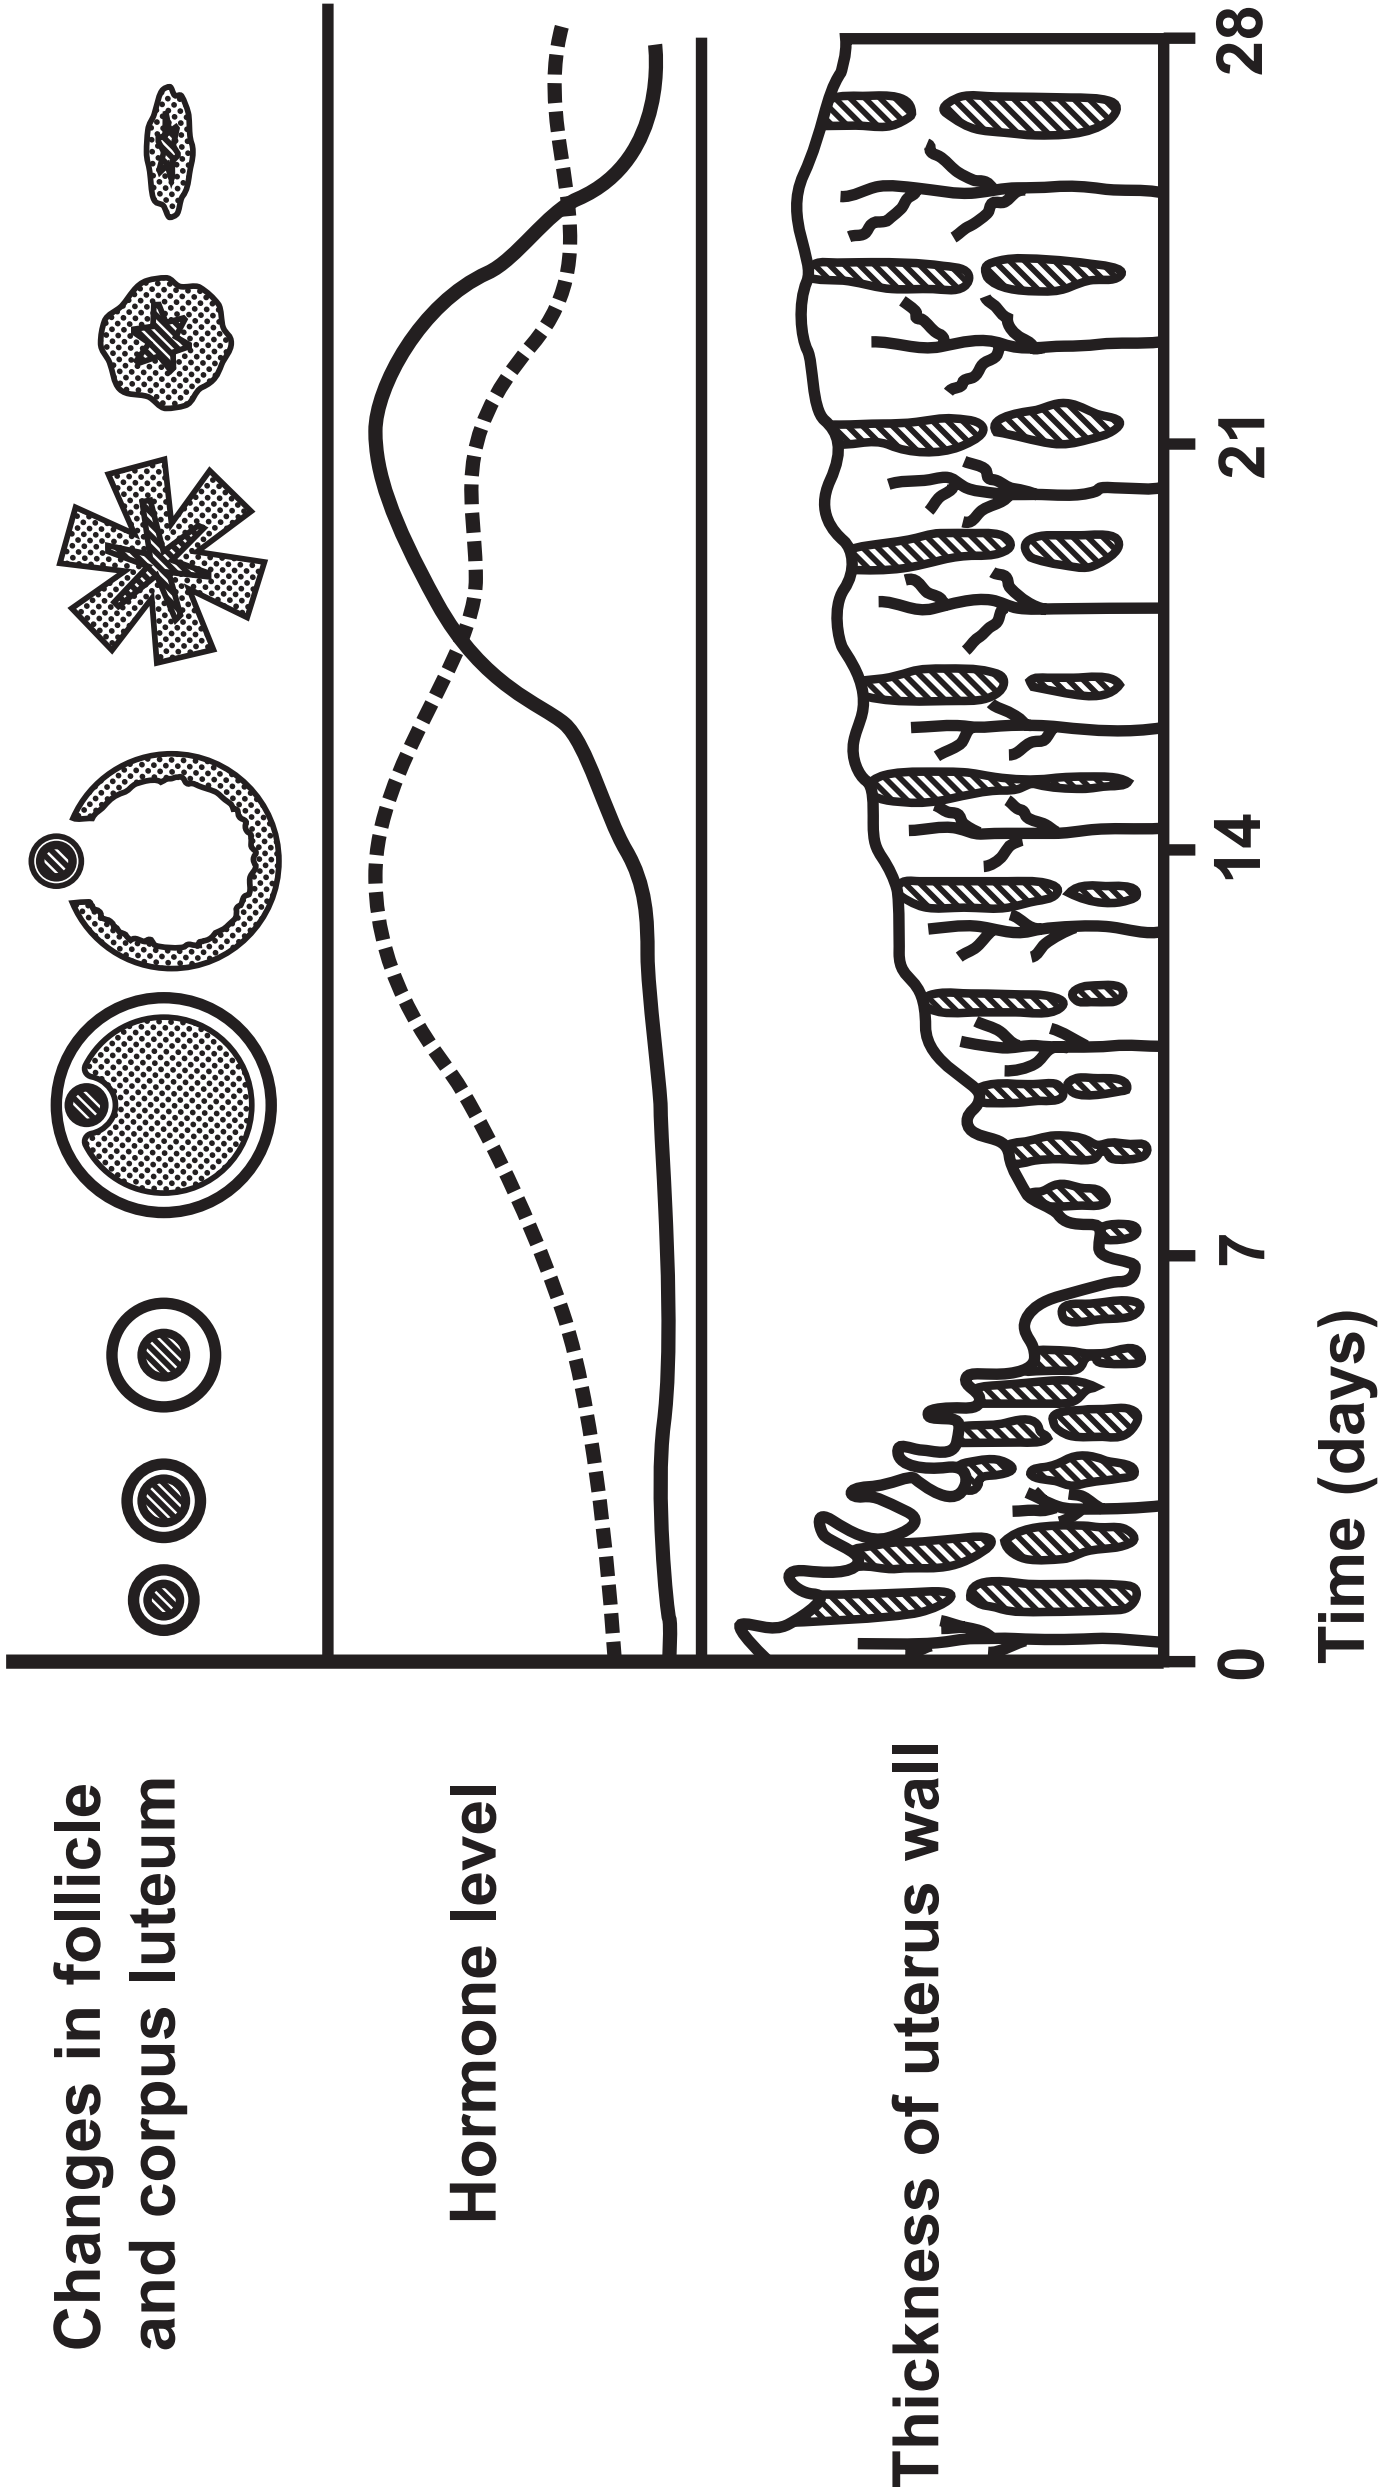 Changes in follicle
and corpus luteum
Hormone level
Thickness of uterus wall
0 7 14 21 28
Time (days)